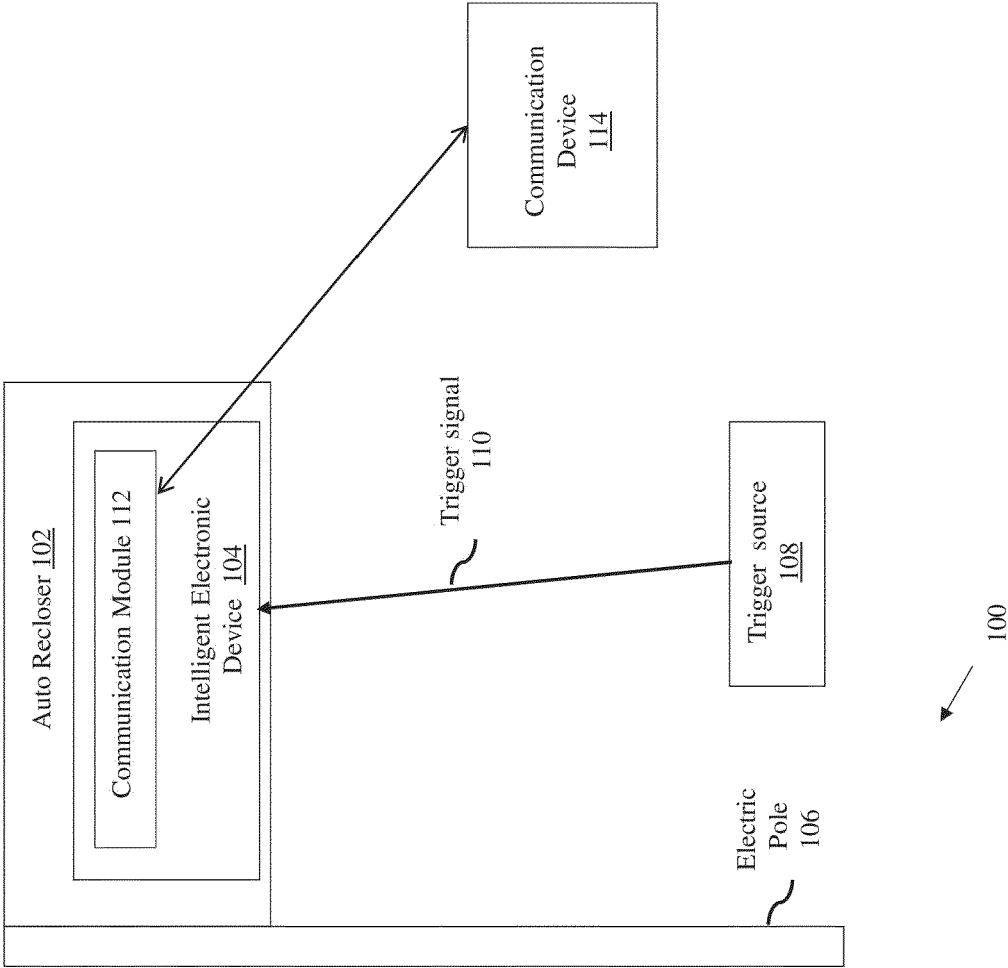 Auto Recloser 102
Communication Module 112
Intelligent Electronic
Device 104
Communication
Device
114
Trigger signal
110
Trigger source
108
Electric
Pole
106
100